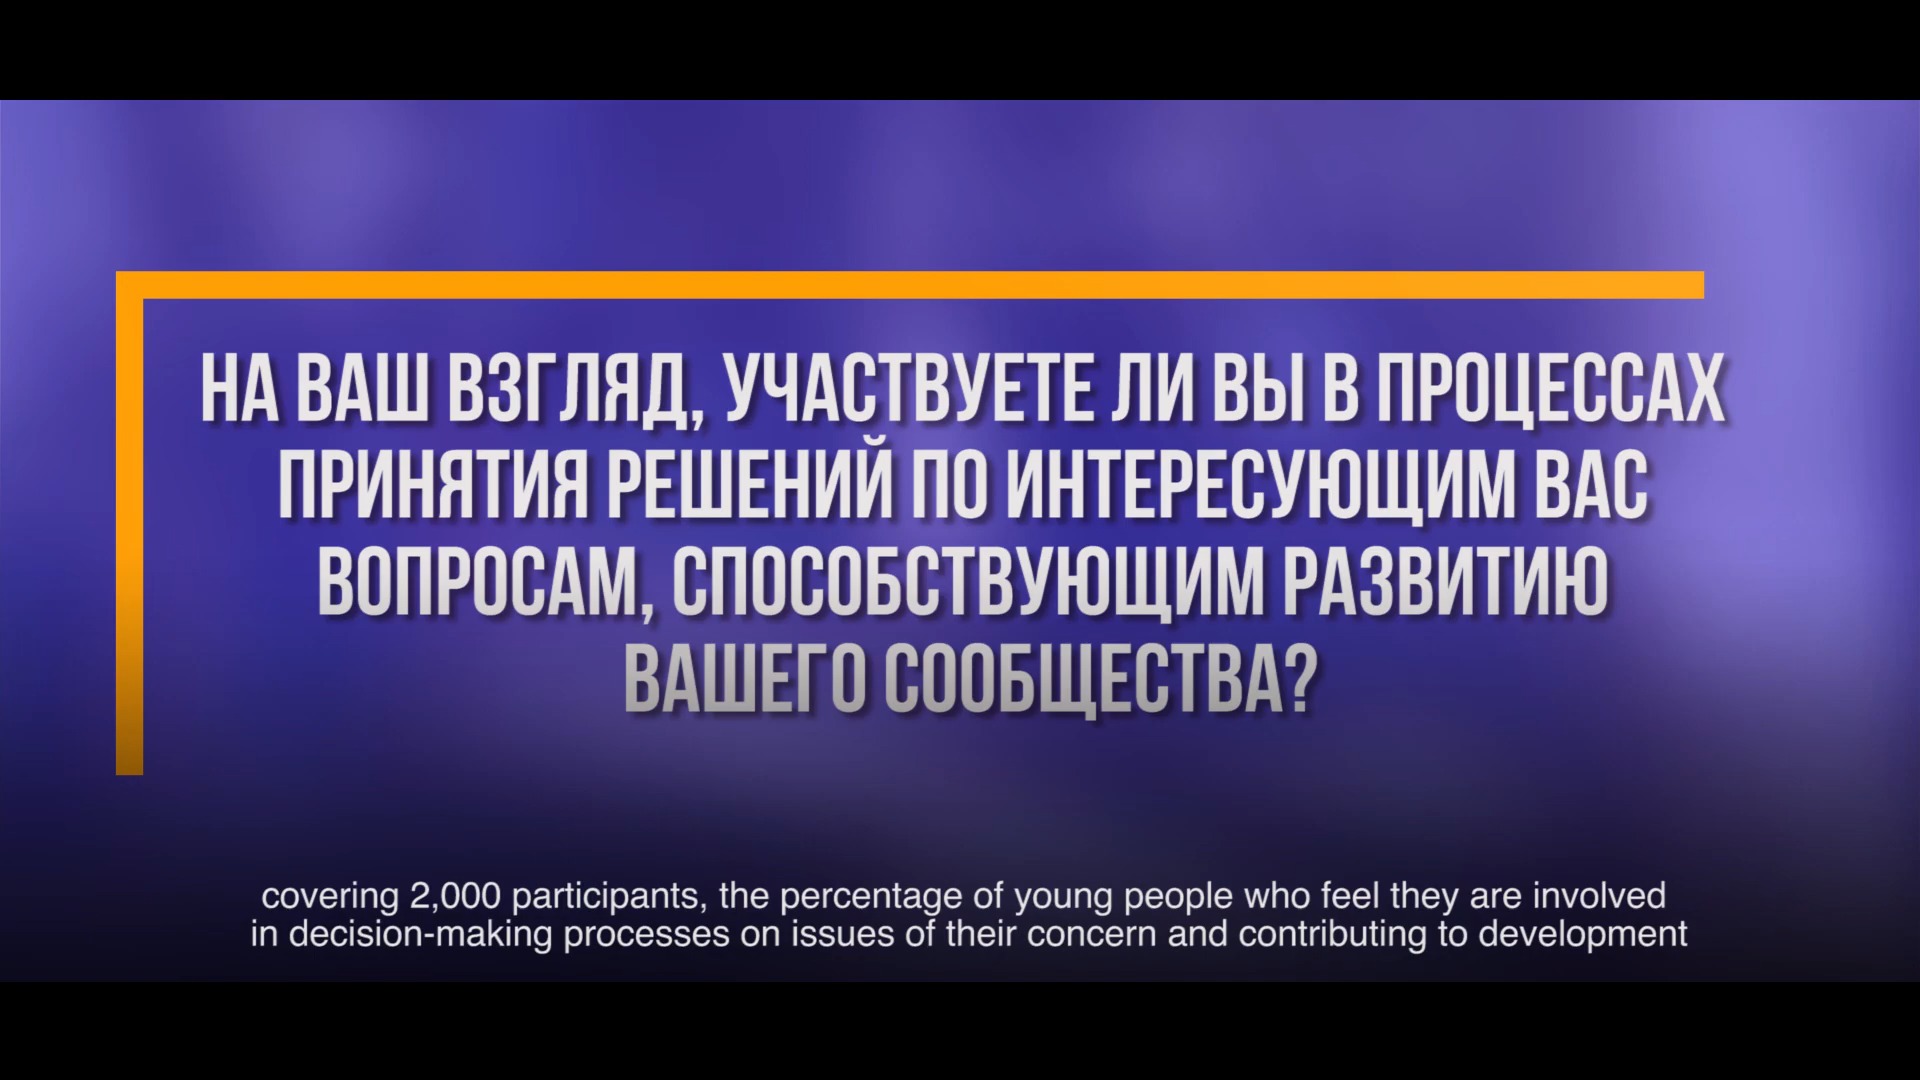 НА ВАШ ВЗГЛЯД, УЧАСТВУЕТЕ ЛИ ВЫ В ПРОЦЕССАХ
ПРИНЯТИЯ РЕШЕНИЙ ПО ИНТЕРЕСУЮЩИМ ВАС
ВОПРОСАМ, СПОСОБСТВУЮЩИМ РАЗВИТИЮ
ВАШЕГО СООБЩЕСТВА?
covering 2,000 participants, the percentage of young people who feel they are involved
in decision-making processes on issues of their concern and contributing to development